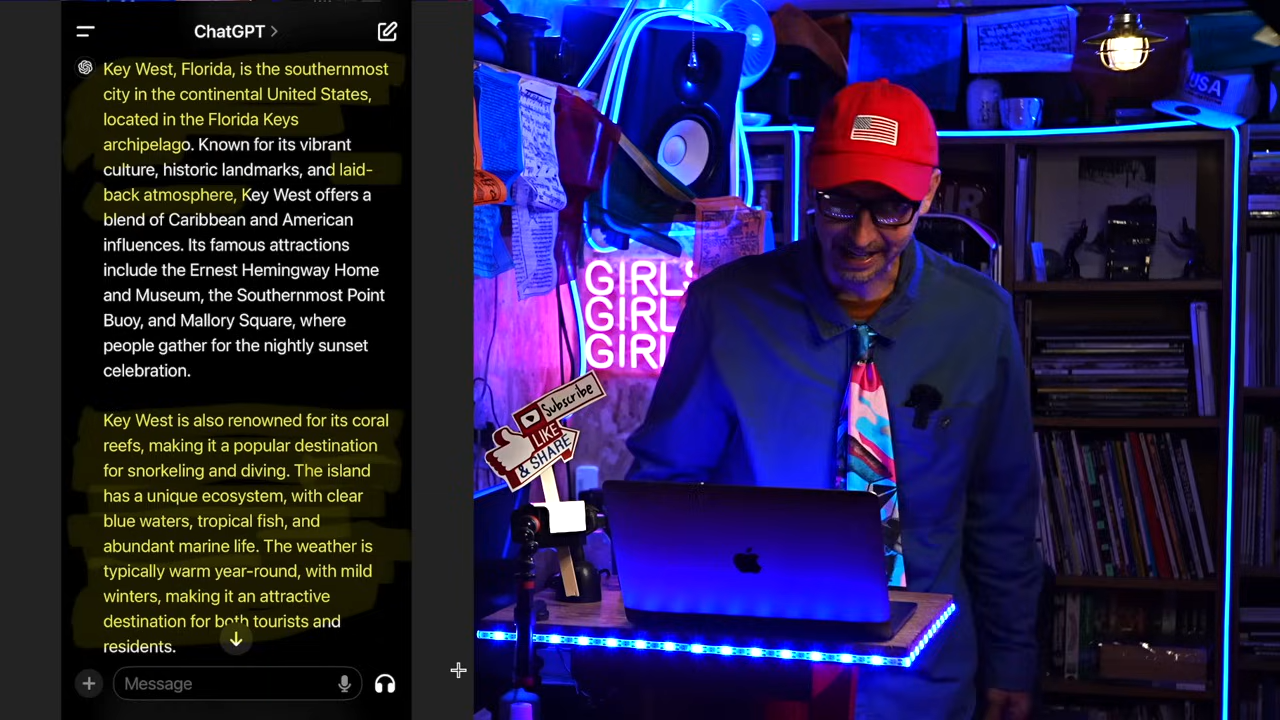 ChatGPT >
Key West, Florida, is the southernmost
city in the continental United States,
located in the Florida Keys
archipelago. Known for its vibrant
culture, historic landmarks, and laid-
back atmosphere, Key West offers a
blend of Caribbean and American
influences. Its famous attractions
include the Ernest Hemingway Home
and Museum, the Southernmost Point
Buoy, and Mallory Square, where
people gather for the nightly sunset
celebration.
Key West is also renowned for its coral
reefs, making it a popular destination
for snorkeling and diving. The island
has a unique ecosystem, with clear
blue waters, tropical fish, and
abundant marine life. The weather is
typically warm year-round, with mild
winters, making it an attractive
destination for both tourists and
residents.
Message
USA
GIRLS
GIRL
GIRL
Subscribe
LIKE
& SHARE